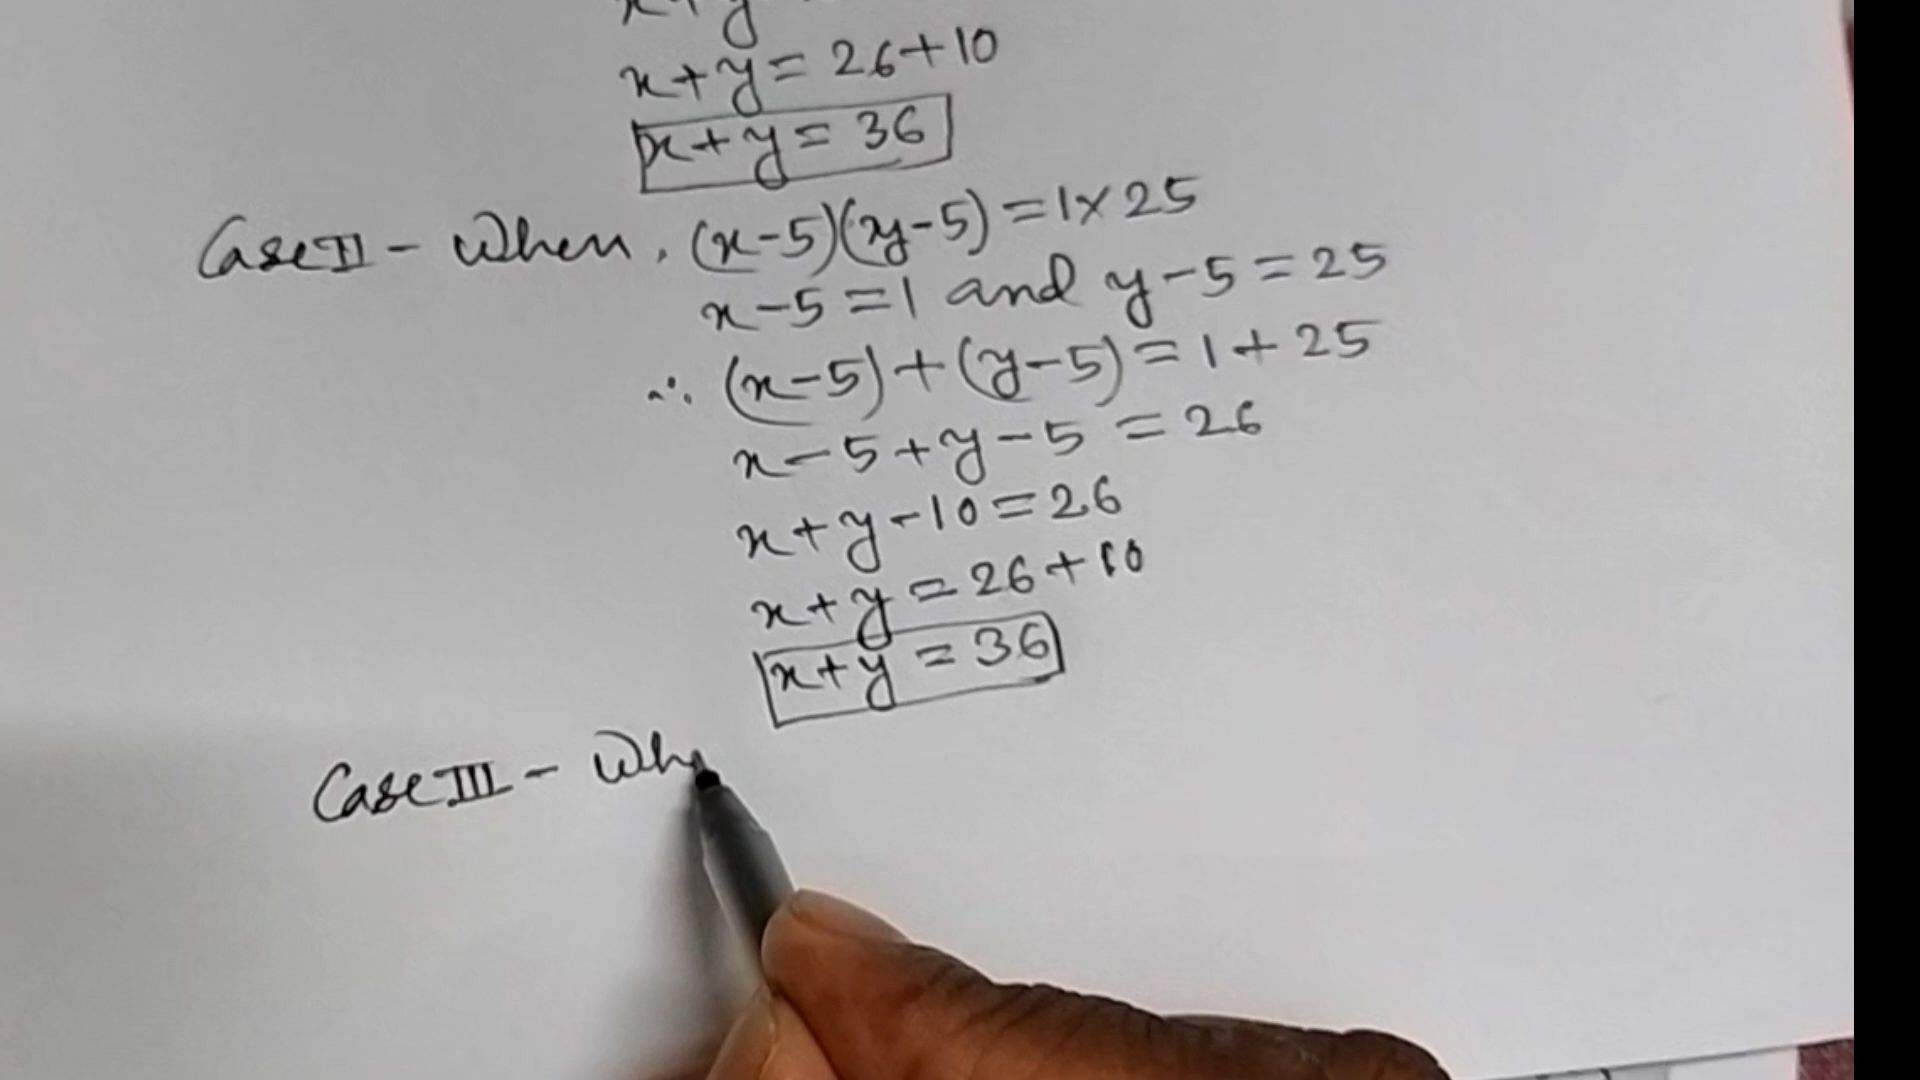 x+y
x+y=26+10
x+y=36
Case II - When, (x-5)(y-5)=1×25
x-5=1 and y-5=25
∴ (x-5)+(y-5)=1+25
x-5+y-5=26
x+y-10=26
x+y=26+10
x+y=36
Case III - Whe